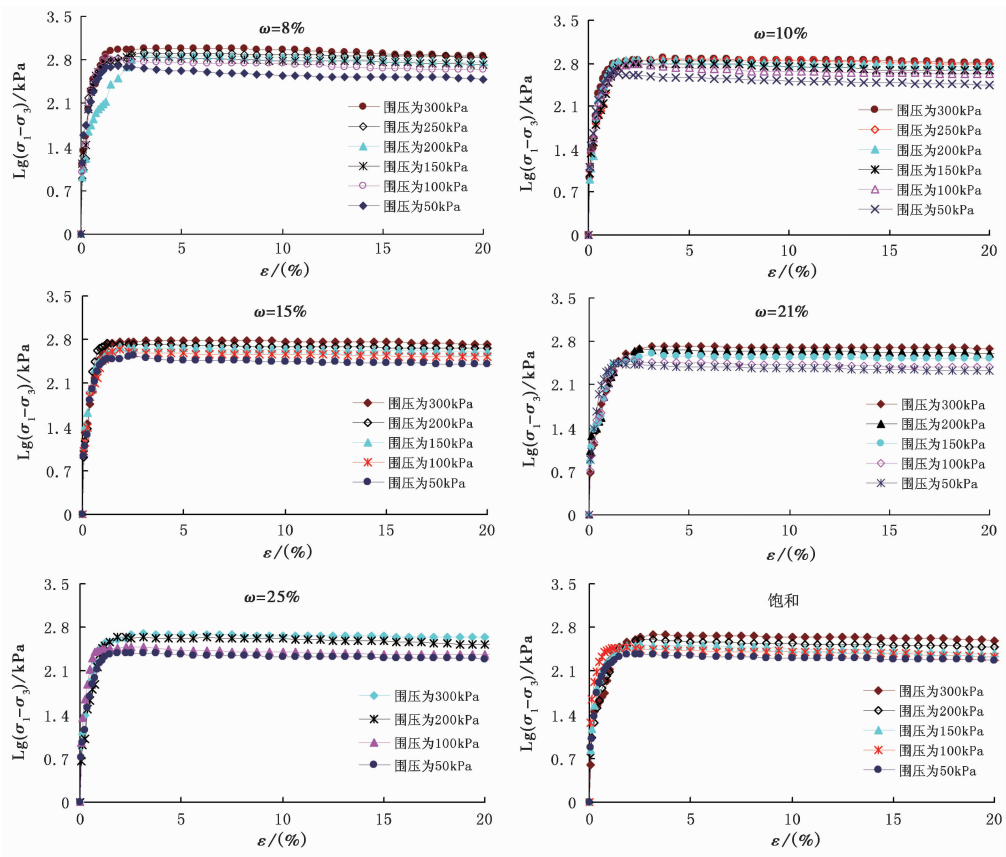 ω=8%
Lg(σ1-σ3)/kPa
3.5
2.8
2.1
1.4
0.7
0
围压为300kPa
围压为250kPa
围压为200kPa
围压为150kPa
围压为100kPa
围压为50kPa
0 5 10 15 20
ε/(%)
ω=10%
Lg(σ1-σ3)/kPa
3.5
2.8
2.1
1.4
0.7
0
围压为300kPa
围压为250kPa
围压为200kPa
围压为150kPa
围压为100kPa
围压为50kPa
0 5 10 15 20
ε/(%)
ω=15%
Lg(σ1-σ3)/kPa
3.5
2.8
2.1
1.4
0.7
0
围压为300kPa
围压为200kPa
围压为150kPa
围压为100kPa
围压为50kPa
0 5 10 15 20
ε/(%)
ω=21%
Lg(σ1-σ3)/kPa
3.5
2.8
2.1
1.4
0.7
0
围压为300kPa
围压为200kPa
围压为150kPa
围压为100kPa
围压为50kPa
0 5 10 15 20
ε/(%)
ω=25%
Lg(σ1-σ3)/kPa
3.5
2.8
2.1
1.4
0.7
0
围压为300kPa
围压为200kPa
围压为100kPa
围压为50kPa
0 5 10 15 20
ε/(%)
饱和
Lg(σ1-σ3)/kPa
3.5
2.8
2.1
1.4
0.7
0
围压为300kPa
围压为200kPa
围压为150kPa
围压为100kPa
围压为50kPa
0 5 10 15 20
ε/(%)